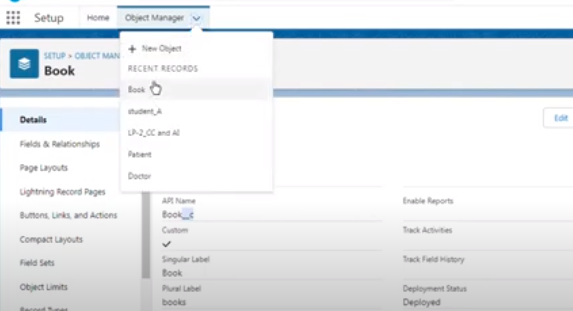 Setup
Home
Object Manager
+ New Object
RECENT RECORDS
Book
student_A
LP-2_CC and AI
Patient
Doctor
SETUP > OBJECT MAN
Book
Details
Fields & Relationships
Page Layouts
Lightning Record Pages
Buttons, Links, and Actions
Compact Layouts
Field Sets
Object Limits
Record Types
Edit
API Name
Book__c
Custom
Singular Label
Book
Plural Label
books
Enable Reports
Track Activities
Track Field History
Deployment Status
Deployed